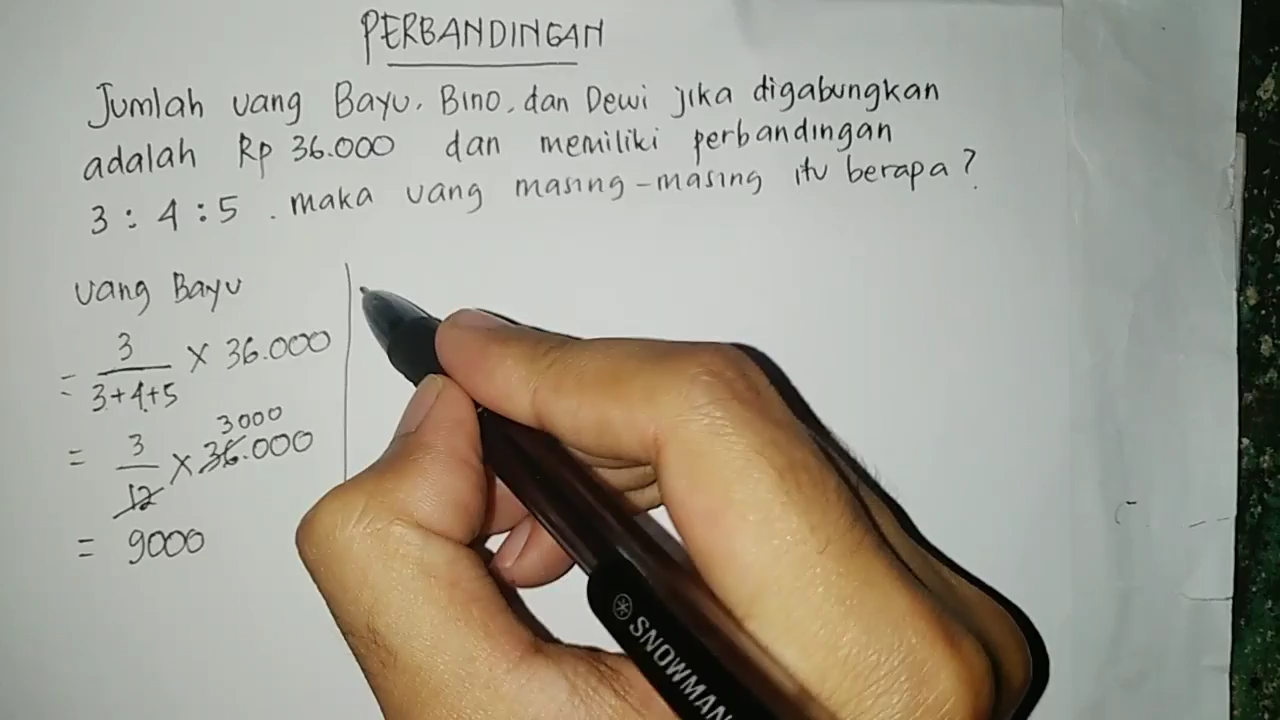 PERBANDINGAN
Jumlah uang Bayu, Bino, dan Dewi jika digabungkan
adalah Rp 36.000 dan memiliki perbandingan
3 : 4 : 5 . maka uang masing-masing itu berapa ?
uang Bayu
= 3/(3+4+5) × 36.000
3000
= 3/12 × 36.000
= 9000
SNOWMAN